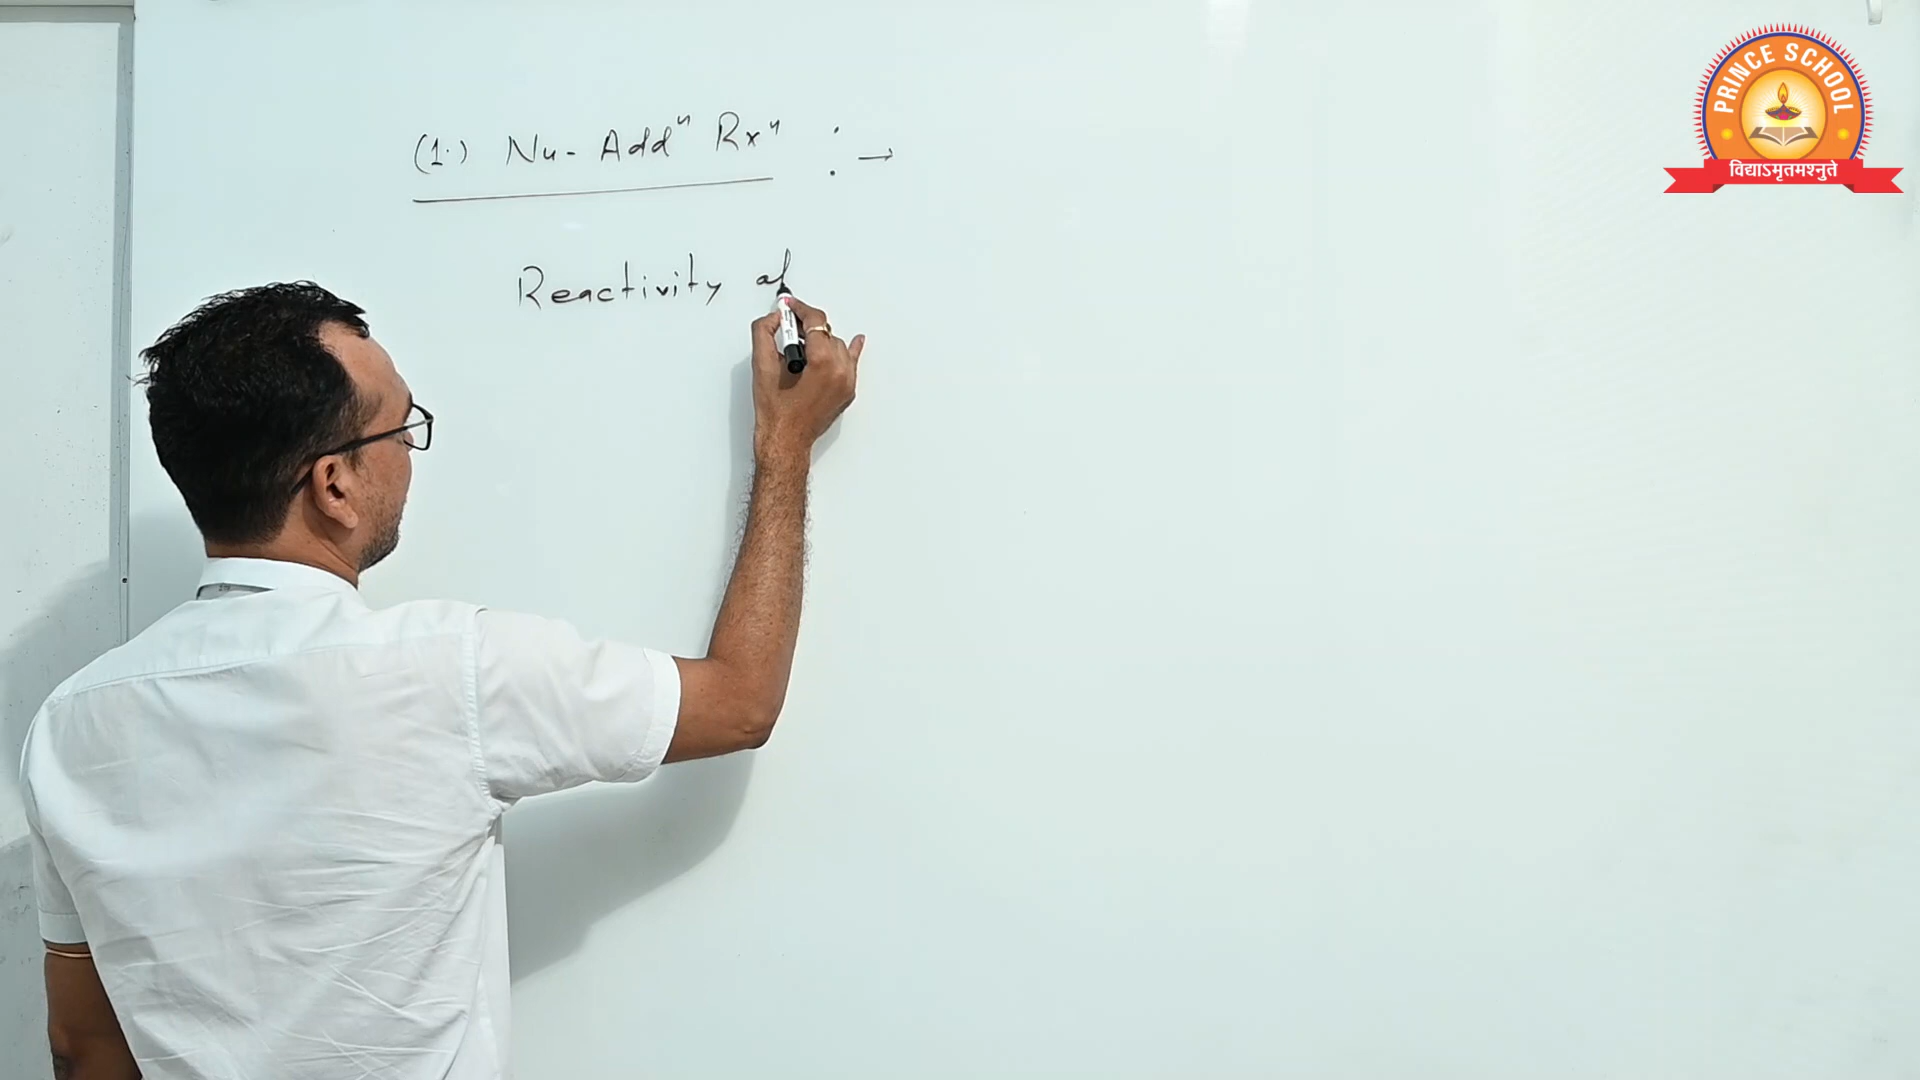 (1.) Nu- Addⁿ Rxⁿ :→
Reactivity of
PRINCE SCHOOL
विद्याऽमृतमश्नुते